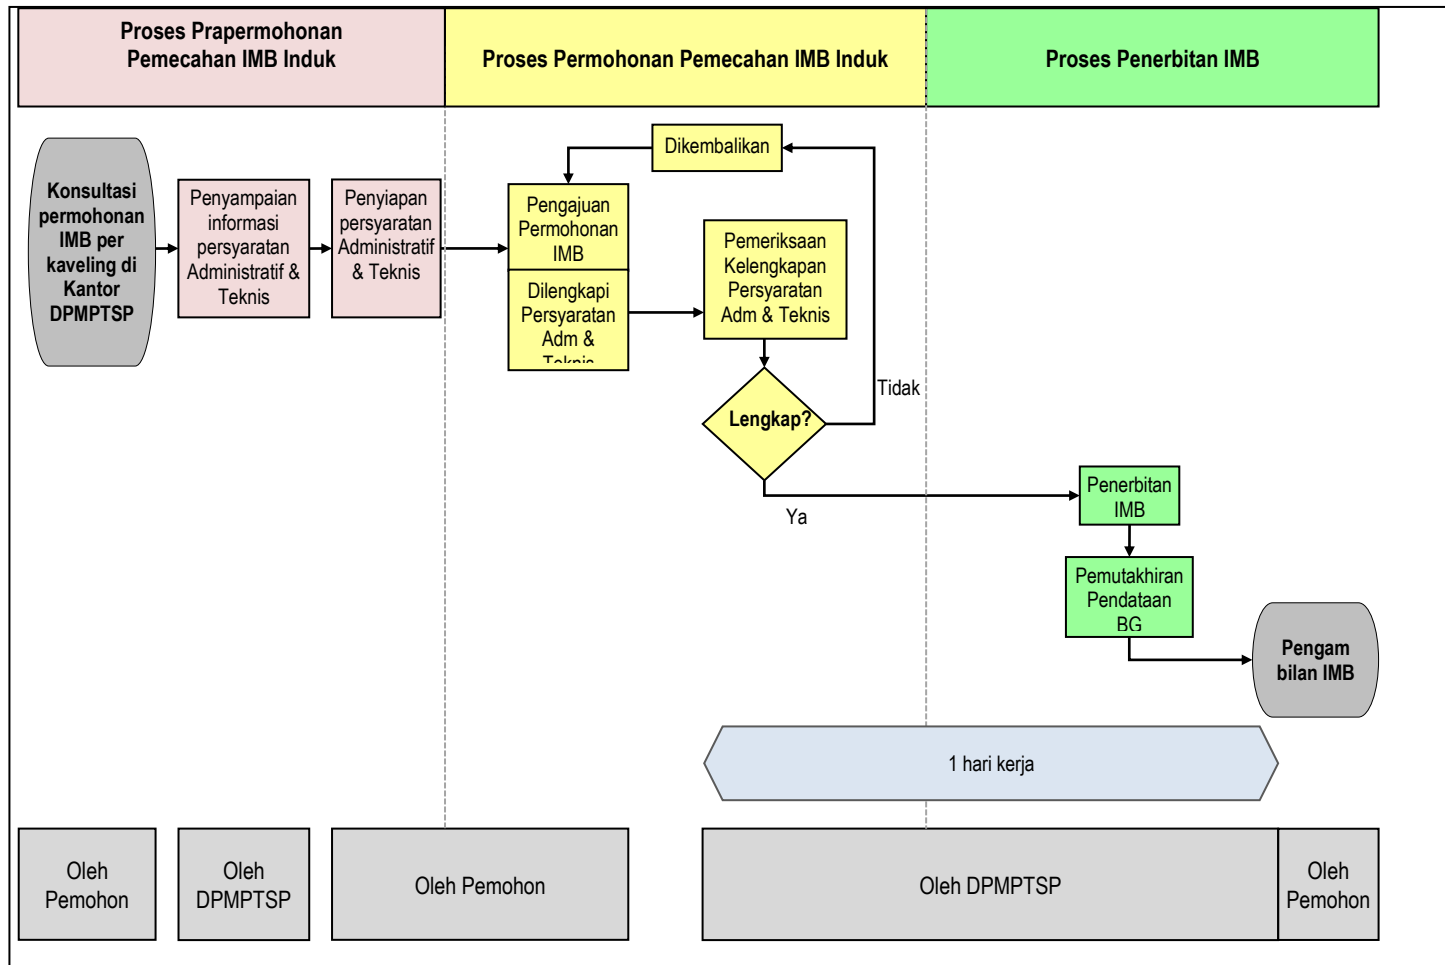 Proses Prapermohonan
Pemecahan IMB Induk
Proses Permohonan Pemecahan IMB Induk
Proses Penerbitan IMB
Konsultasi
permohonan
IMB per
kaveling di
Kantor
DPMPTSP
Penyampaian
informasi
persyaratan
Administratif &
Teknis
Penyiapan
persyaratan
Administratif
& Teknis
Dikembalikan
Pengajuan
Permohonan
IMB
Dilengkapi
Persyaratan
Adm &
Teknis
Pemeriksaan
Kelengkapan
Persyaratan
Adm & Teknis
Lengkap?
Tidak
Ya
Penerbitan
IMB
Pemutakhiran
Pendataan
BG
Pengam
bilan IMB
1 hari kerja
Oleh
Pemohon
Oleh
DPMPTSP
Oleh Pemohon
Oleh DPMPTSP
Oleh
Pemohon